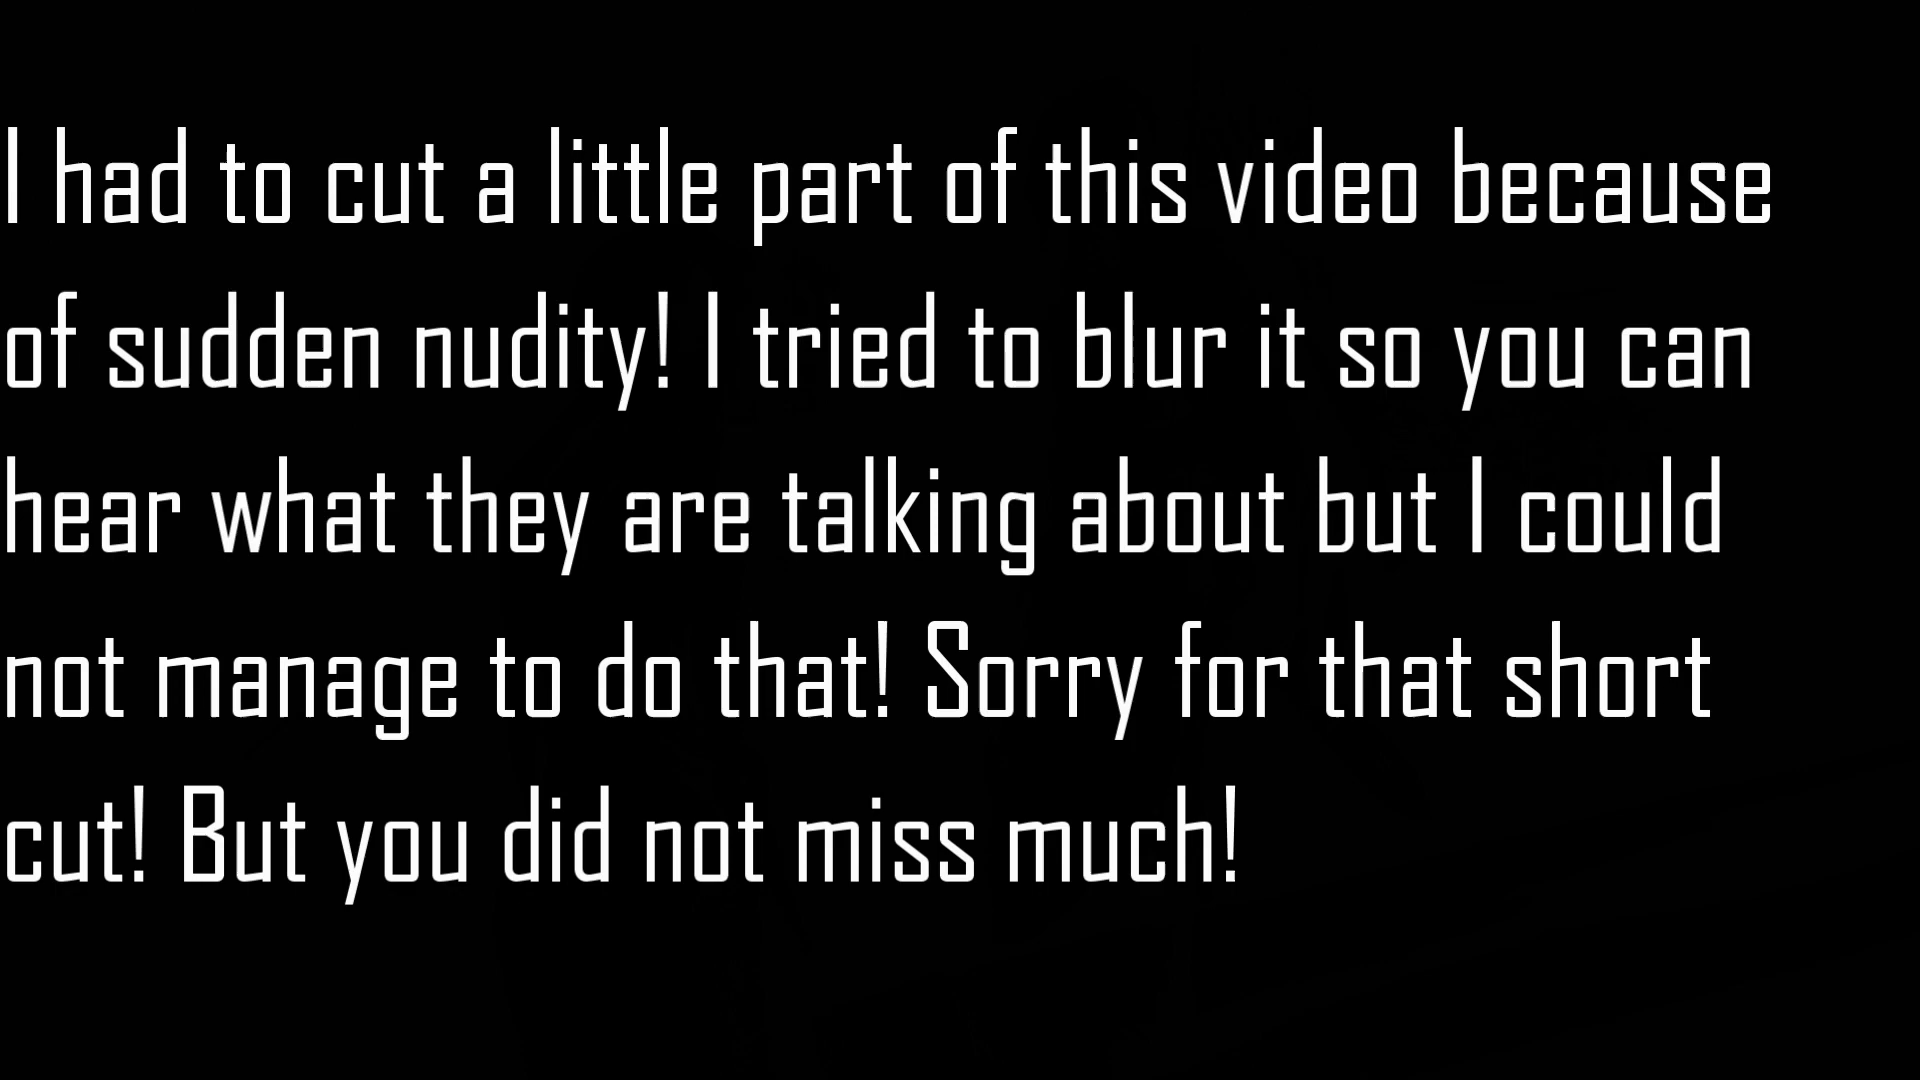 I had to cut a little part of this video because
of sudden nudity! I tried to blur it so you can
hear what they are talking about but I could
not manage to do that! Sorry for that short
cut! But you did not miss much!